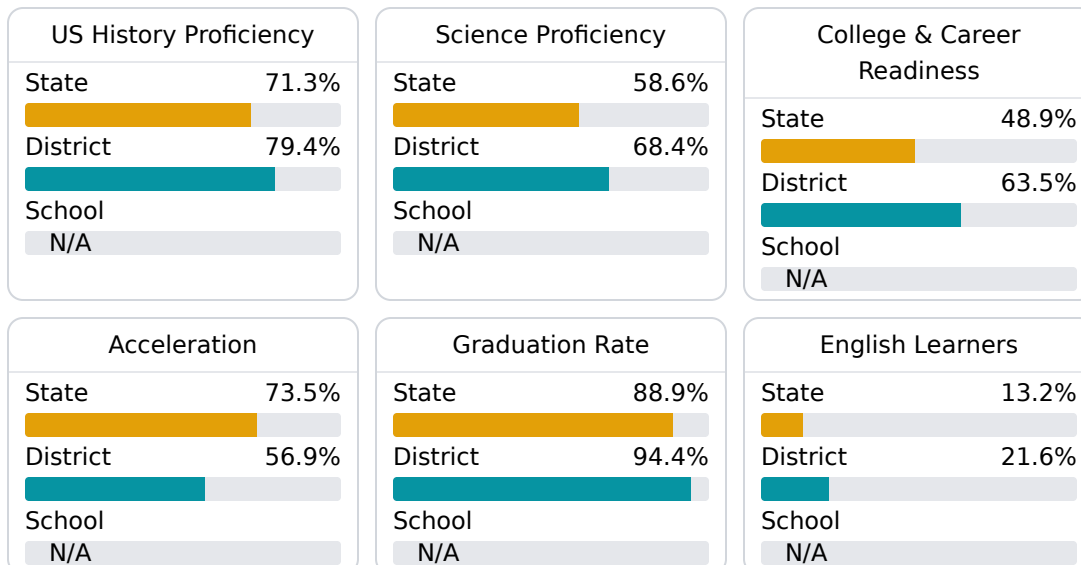 US History Proficiency
State 71.3%
District 79.4%
School
N/A
Science Proficiency
State 58.6%
District 68.4%
School
N/A
College & Career
Readiness
State 48.9%
District 63.5%
School
N/A
Acceleration
State 73.5%
District 56.9%
School
N/A
Graduation Rate
State 88.9%
District 94.4%
School
N/A
English Learners
State 13.2%
District 21.6%
School
N/A